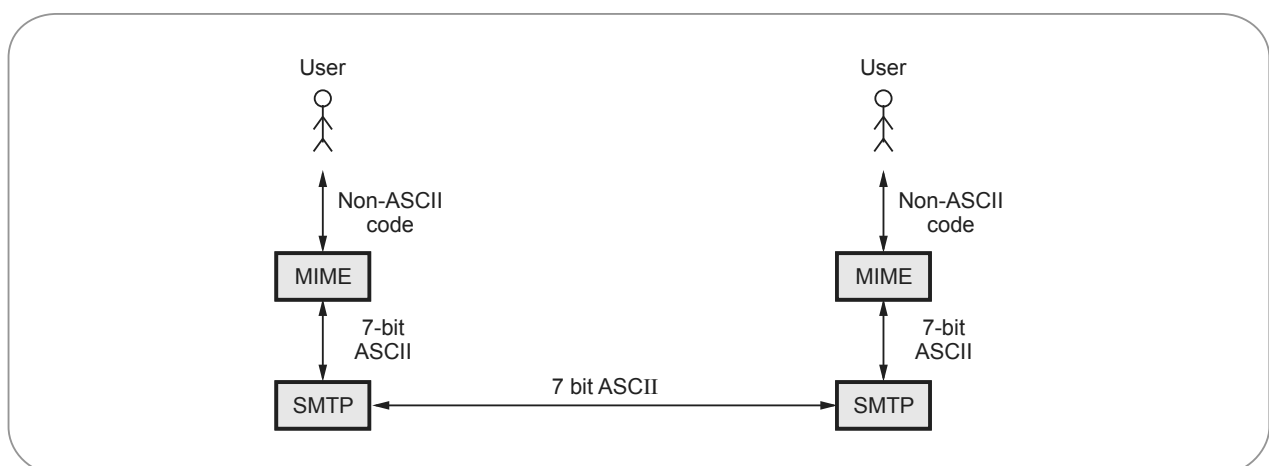 User User
Non-ASCII
code
Non-ASCII
code
MIME MIME
7-bit
ASCII
7-bit
ASCII
7 bit ASCII
SMTP SMTP